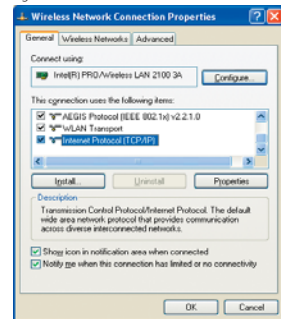 Wireless Network Connection Properties
General Wireless Networks Advanced
Connect using:
Intel(R) PRO/Wireless LAN 2100 3A Configure...
This connection uses the following items:
AEGIS Protocol (IEEE 802.1x) v2.2.1.0
WLAN Transport
Internet Protocol (TCP/IP)
Install... Uninstall Properties
Description
Transmission Control Protocol/Internet Protocol. The default
wide area network protocol that provides communication
across diverse interconnected networks.
Show icon in notification area when connected
Notify me when this connection has limited or no connectivity
OK Cancel